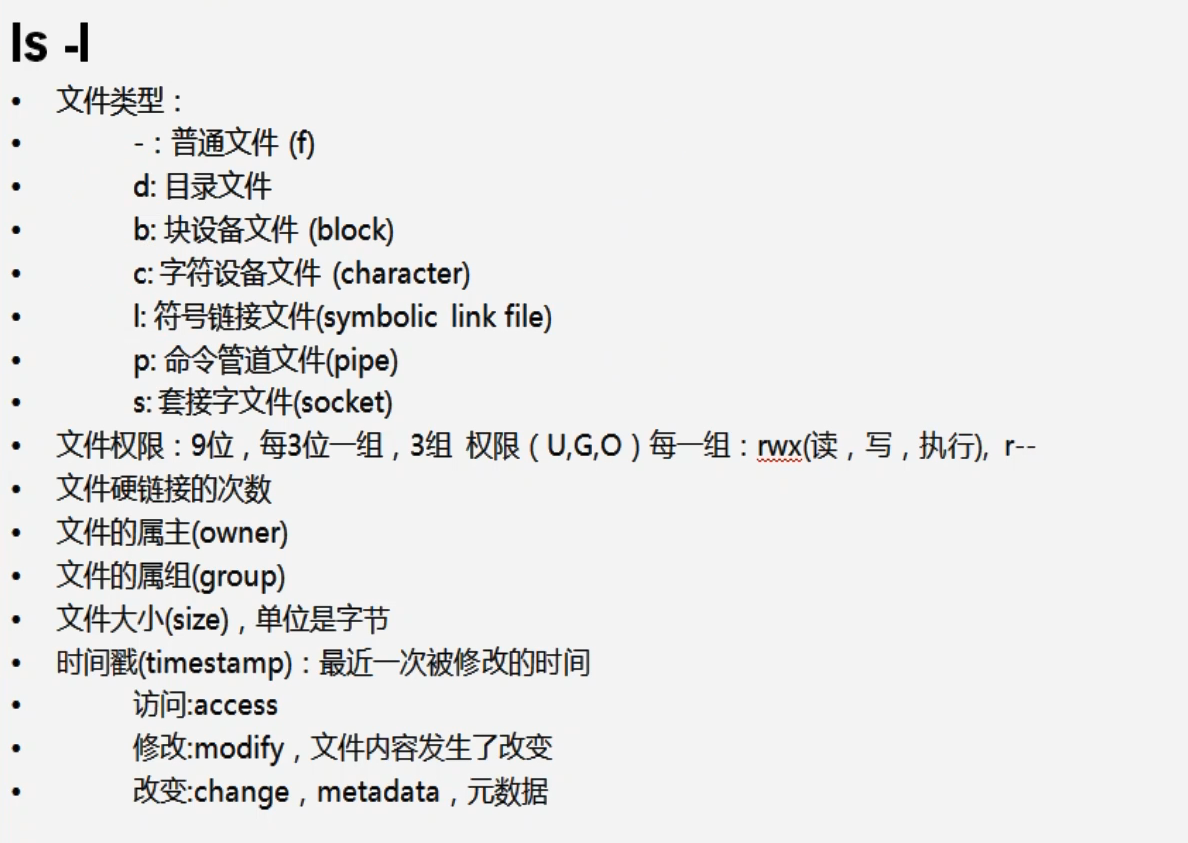 ls -l
• 文件类型：
• -：普通文件 (f)
• d: 目录文件
• b: 块设备文件 (block)
• c: 字符设备文件 (character)
• l: 符号链接文件(symbolic link file)
• p: 命令管道文件(pipe)
• s: 套接字文件(socket)
• 文件权限：9位，每3位一组，3组 权限（U,G,O）每一组：rwx(读，写，执行), r--
• 文件硬链接的次数
• 文件的属主(owner)
• 文件的属组(group)
• 文件大小(size)，单位是字节
• 时间戳(timestamp)：最近一次被修改的时间
• 访问:access
• 修改:modify，文件内容发生了改变
• 改变:change，metadata，元数据